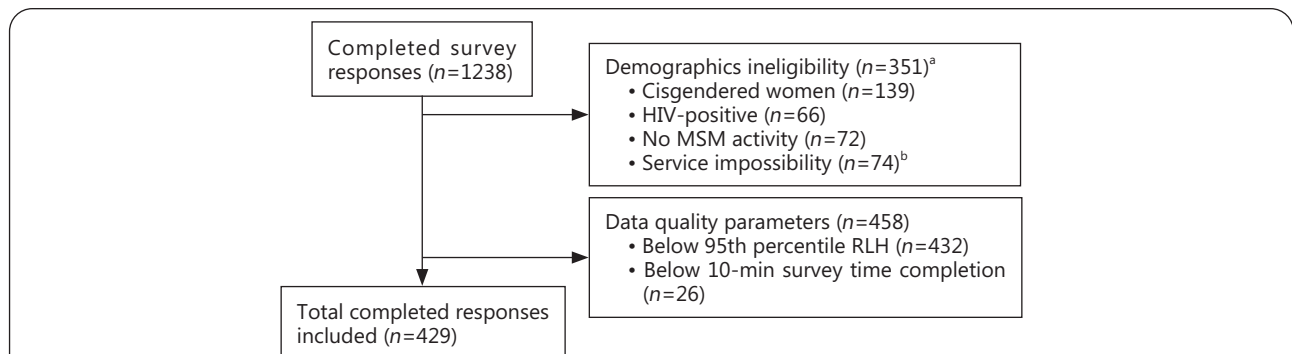 Completed survey
responses (n=1238)
Demographics ineligibility (n=351)a
• Cisgendered women (n=139)
• HIV-positive (n=66)
• No MSM activity (n=72)
• Service impossibility (n=74)b
Data quality parameters (n=458)
• Below 95th percentile RLH (n=432)
• Below 10-min survey time completion
(n=26)
Total completed responses
included (n=429)